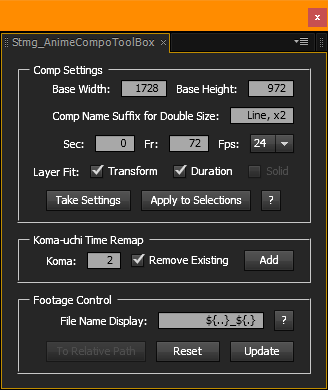 x
Stmg_AnimeCompoToolBox ×
Comp Settings
Base Width: 1728 Base Height: 972
Comp Name Suffix for Double Size: Line, x2
Sec: 0 Fr: 72 Fps: 24
Layer Fit: Transform Duration Solid
Take Settings Apply to Selections ?
Koma-uchi Time Remap
Koma: 2 Remove Existing Add
Footage Control
File Name Display: ${..}_${.} ?
To Relative Path Reset Update